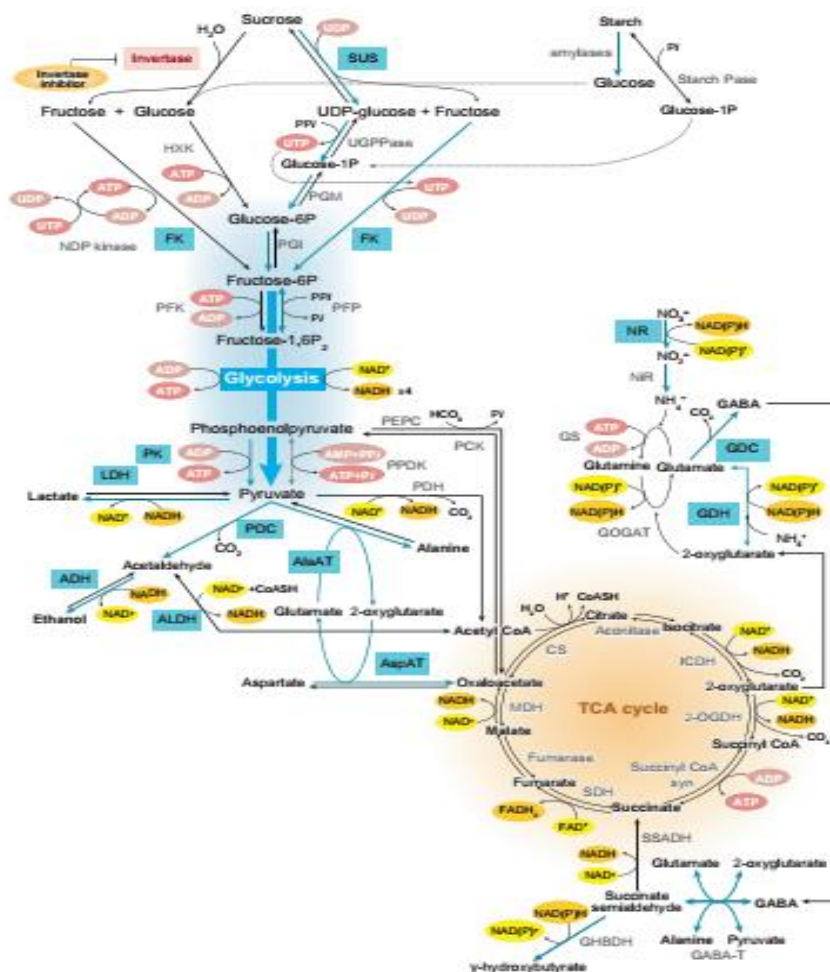 Sucrose
Starch
H₂O
UDP
Invertase
SUS
amylases
Pi
Invertase
inhibitor
Glucose
Starch Pase
Fructose + Glucose
UDP-glucose + Fructose
Glucose-1P
PPi
UTP
UGPPase
HXK
Glucose-1P
ATP
ATP
UTP
UDP
ADP
PGM
UTP
ADP
Glucose-6P
UDP
NDP kinase
FK
PGI
FK
Fructose-6P
PFK
ATP
PPi
PFP
ADP
Pi
Fructose-1,6P₂
NO₃⁻
NR
NAD(P)H
NO₂⁻
NAD(P)⁺
ADP
NAD⁺
Glycolysis
ATP
NADH
x4
NiR
NH₄⁻
CO₂
GABA
HCO₃
Pi
PEPC
Phosphoenolpyruvate
PCK
GS
ATP
ADP
GDC
PK
ADP
AMP+PPi
Glutamine
Glutamate
LDH
ATP
ATP+Pi
PPDK
PDH
NAD(P)⁺
NAD(P)⁺
Lactate
Pyruvate
NAD(P)H
GDH
NAD(P)H
NAD⁺
NADH
NAD⁺
NADH
CO₂
GOGAT
NH₄⁺
PDC
CO₂
Alanine
2-oxyglutarate
Acetaldehyde
AlaAT
ADH
NADH
NAD+
+CoASH
H⁺
CoASH
H₂O
Citrate
Ethanol
NAD+
ALDH
NADH
Glutamate
2-oxyglutarate
Acetyl CoA
Aconitase
Isocitrate
NAD⁺
CS
NADH
ICDH
CO₂
AspAT
Aspartate
Oxaloacetate
2-oxyglutarate
NADH
NAD⁺
MDH
TCA cycle
2-OGDH
NADH
NAD+
Malate
CO₂
Succinyl CoA
Fumarase
Succinyl CoA
syn
ADP
Fumarate
SDH
ATP
FADH₂
Succinate
FAD⁺
SSADH
NADH
Glutamate
2-oxyglutarate
NAD+
Succinate
semialdehyde
GABA
NAD(P)H
NAD(P)+
GHBDH
Alanine
Pyruvate
GABA-T
γ-hydroxybutyrate